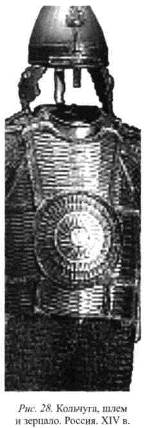 Рис. 28. Кольчуга, шлем
и зерцало. Россия. XIV в.